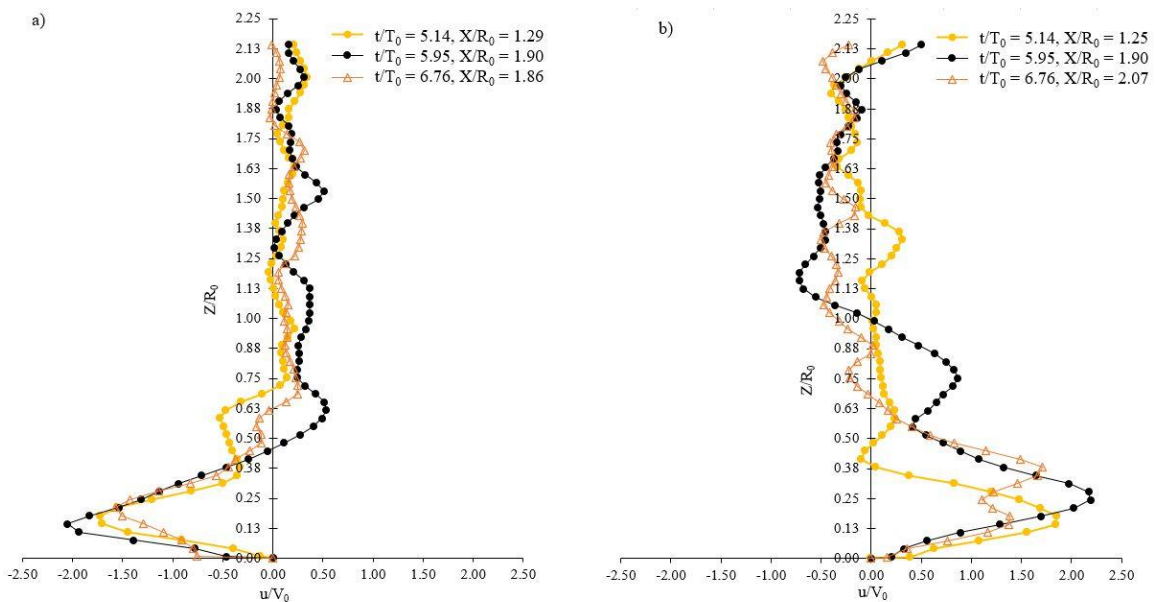 a)
2.25
2.13
2.00
1.88
1.75
1.63
1.50
1.38
1.25
1.13
1.00
0.88
0.75
0.63
0.50
0.38
0.25
0.13
0.00
Z/R0
t/T0 = 5.14, X/R0 = 1.29
t/T0 = 5.95, X/R0 = 1.90
t/T0 = 6.76, X/R0 = 1.86
-2.50 -2.00 -1.50 -1.00 -0.50 0.00 0.50 1.00 1.50 2.00 2.50
u/V0
b)
2.25
2.13
2.00
1.88
1.75
1.63
1.50
1.38
1.25
1.13
1.00
0.88
0.75
0.63
0.50
0.38
0.25
0.13
0.00
Z/R0
t/T0 = 5.14, X/R0 = 1.25
t/T0 = 5.95, X/R0 = 1.90
t/T0 = 6.76, X/R0 = 2.07
-2.50 -1.50 -1.00 -0.50 0.00 0.50 1.00 1.50 2.00 2.50
u/V0